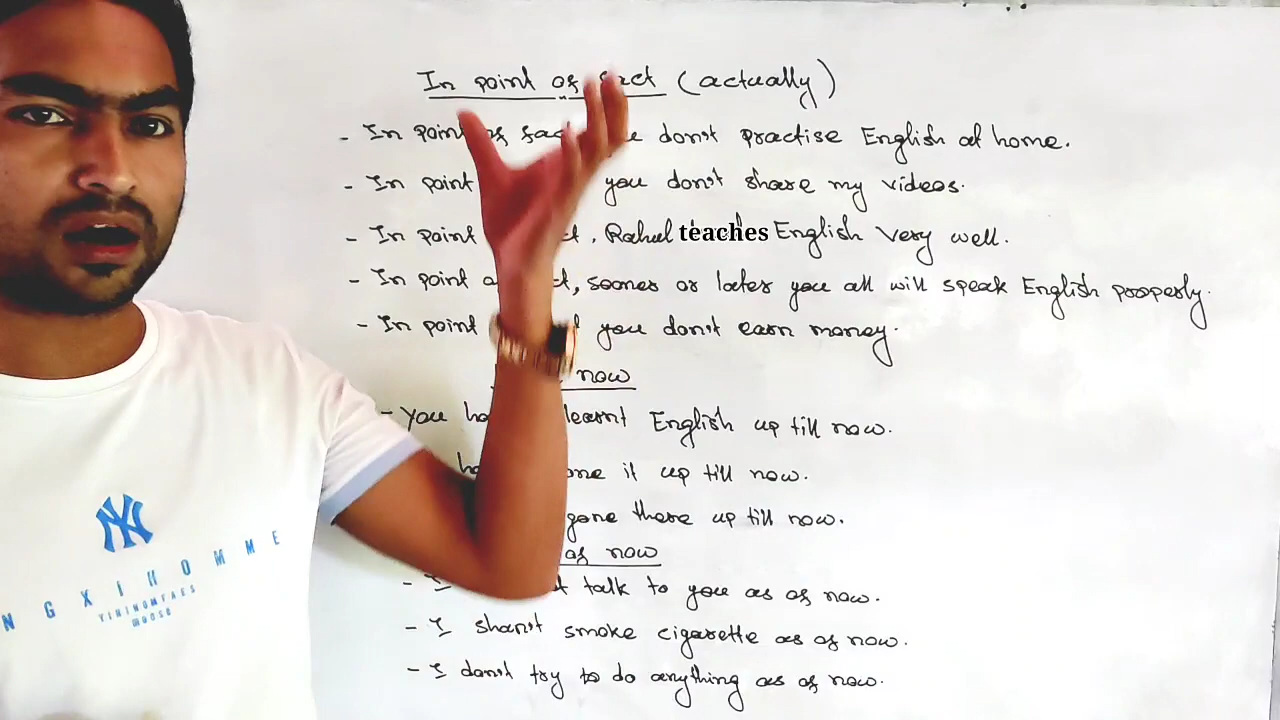 In point of fact (actually)
- In point of fac don't practise English at home.
- In point you don't share my videos.
- In point , Rahul teaches English very well.
- In point , sooner or later you all will speak English properly.
- In point you don't earn money.
now
- You learnt English up till now.
it up till now.
gone there up till now.
as of now
- I talk to you as of now.
- I shan't smoke cigarette as of now.
- I don't try to do anything as of now.
NY
N G X I H O M M E